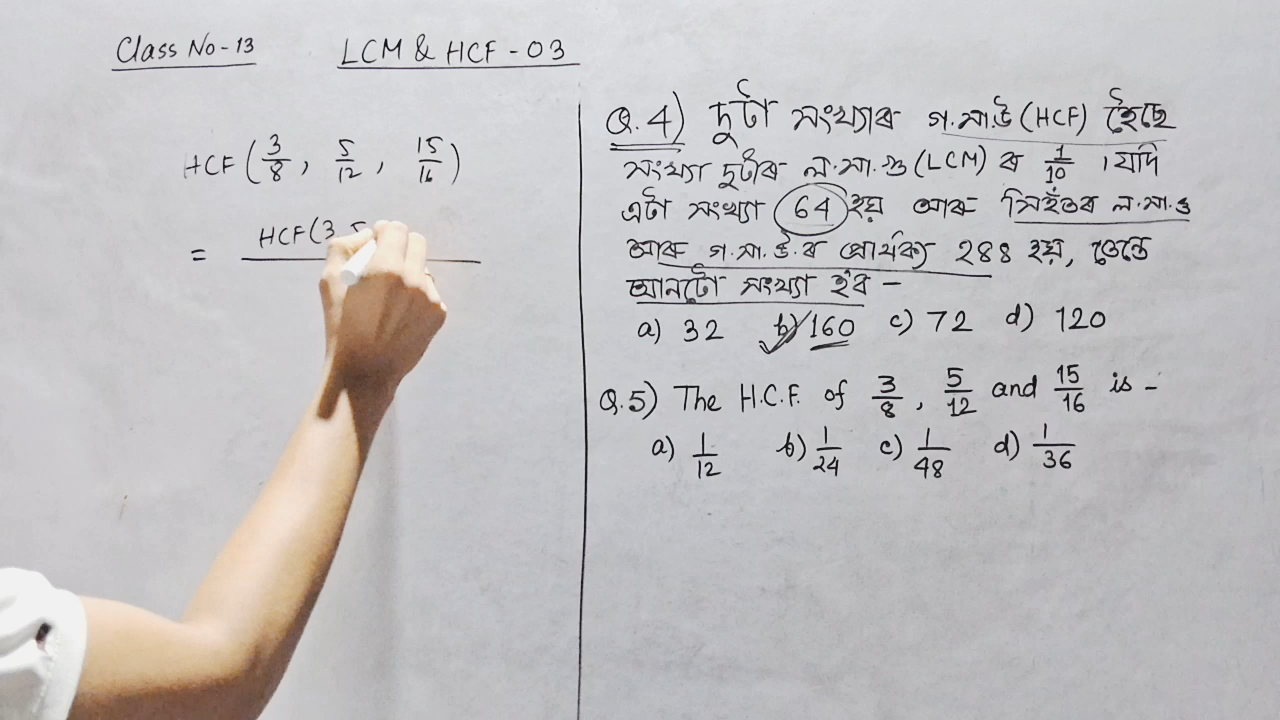 Class No-13
LCM & HCF - 03
HCF (3/8, 5/12, 15/16)
= HCF(3, 5
Q.4) দুটা সংখ্যাৰ গ.সা.উ (HCF) হৈছে
সংখ্যা দুটাৰ ল.সা.গু (LCM) ৰ 1/10 । যদি
এটা সংখ্যা 64 হয় আৰু সিহঁতৰ ল.সা.গু
আৰু গ.সা.উ.ৰ পাৰ্থক্য 288 হয়, তেন্তে
আনটো সংখ্যা হ'ব -
a) 32 b) 160 c) 72 d) 120
Q.5) The H.C.F. of 3/8, 5/12 and 15/16 is -
a) 1/12 b) 1/24 c) 1/48 d) 1/36